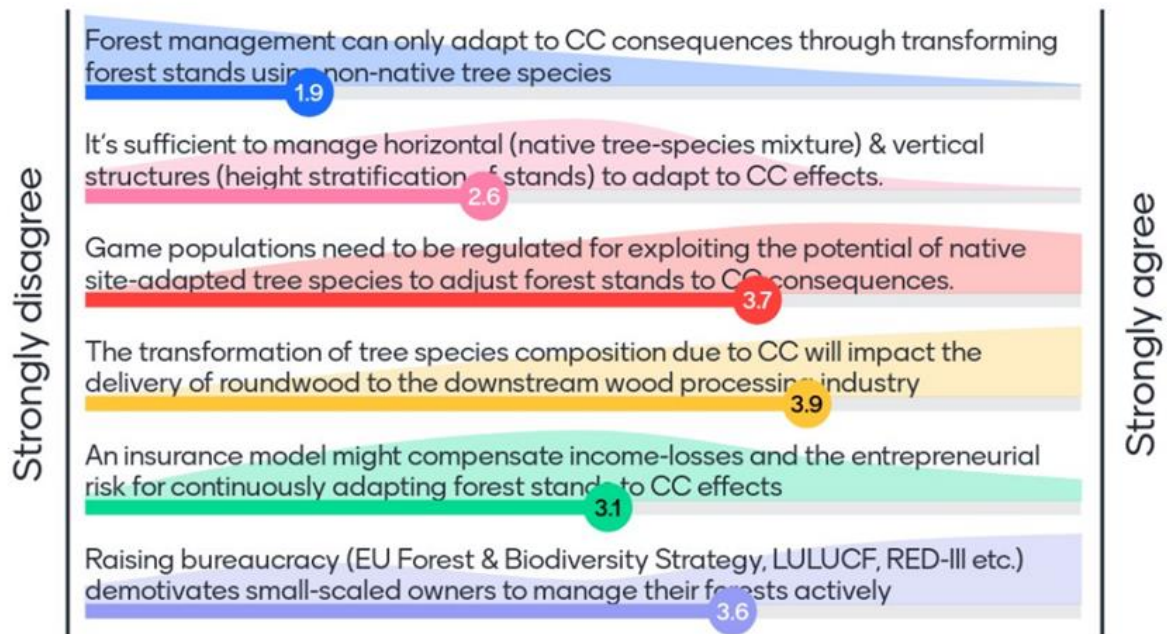 Strongly disagree
Forest management can only adapt to CC consequences through transforming
forest stands using non-native tree species
1.9
It's sufficient to manage horizontal (native tree-species mixture) & vertical
structures (height stratification of stands) to adapt to CC effects.
2.6
Game populations need to be regulated for exploiting the potential of native
site-adapted tree species to adjust forest stands to CC consequences.
3.7
The transformation of tree species composition due to CC will impact the
delivery of roundwood to the downstream wood processing industry
3.9
An insurance model might compensate income-losses and the entrepreneurial
risk for continuously adapting forest stands to CC effects
3.1
Raising bureaucracy (EU Forest & Biodiversity Strategy, LULUCF, RED-III etc.)
demotivates small-scaled owners to manage their forests actively
3.6
Strongly agree